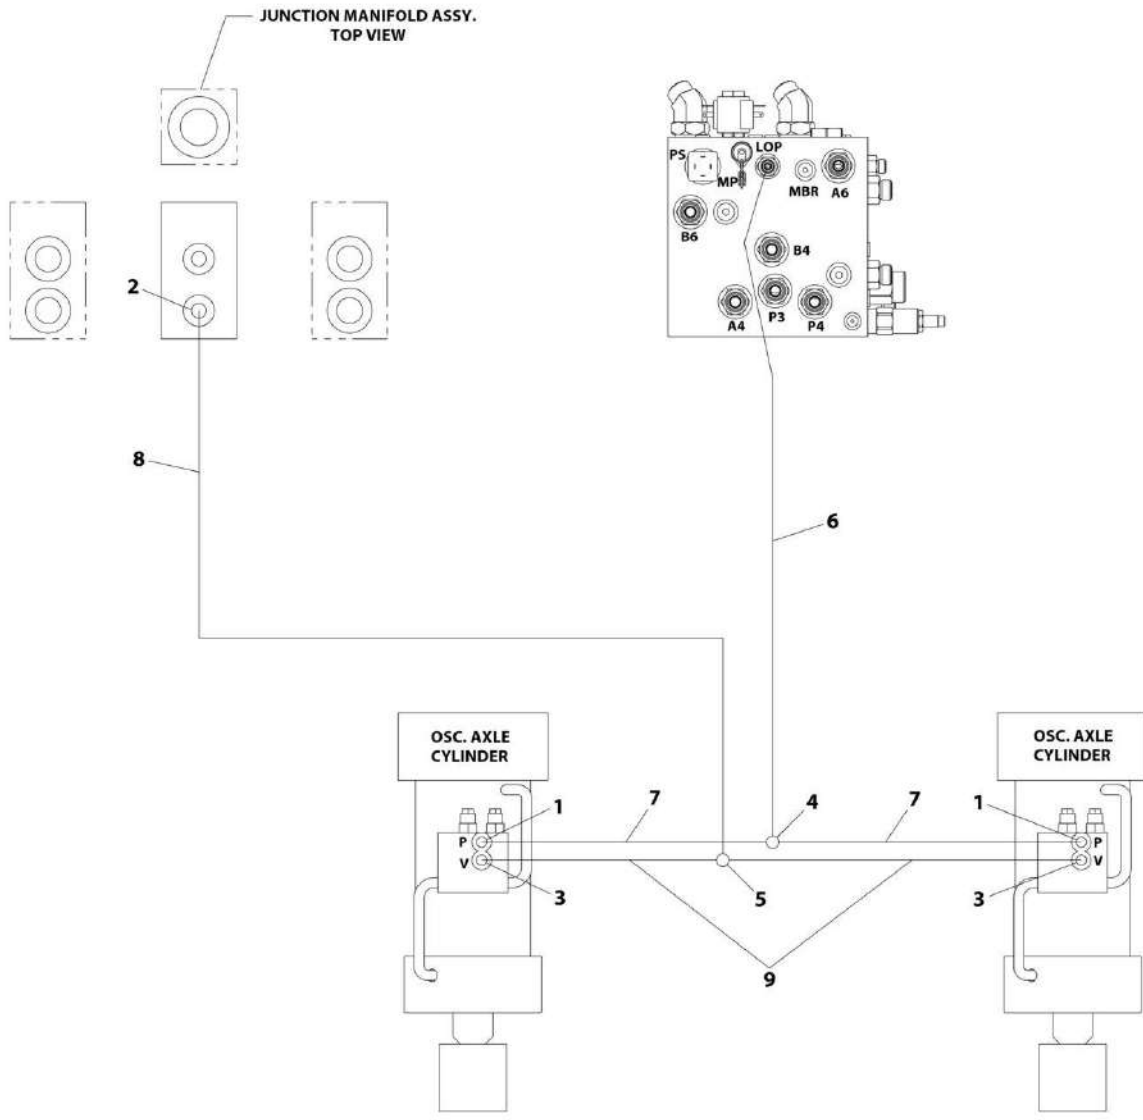 JUNCTION MANIFOLD ASSY.
TOP VIEW
PS
LOP
MP
MBR
A6
B6
B4
2
A4
P3
P4
8
6
OSC. AXLE
CYLINDER
OSC. AXLE
CYLINDER
1
7
4
7
1
P
P
V
V
3
5
3
9